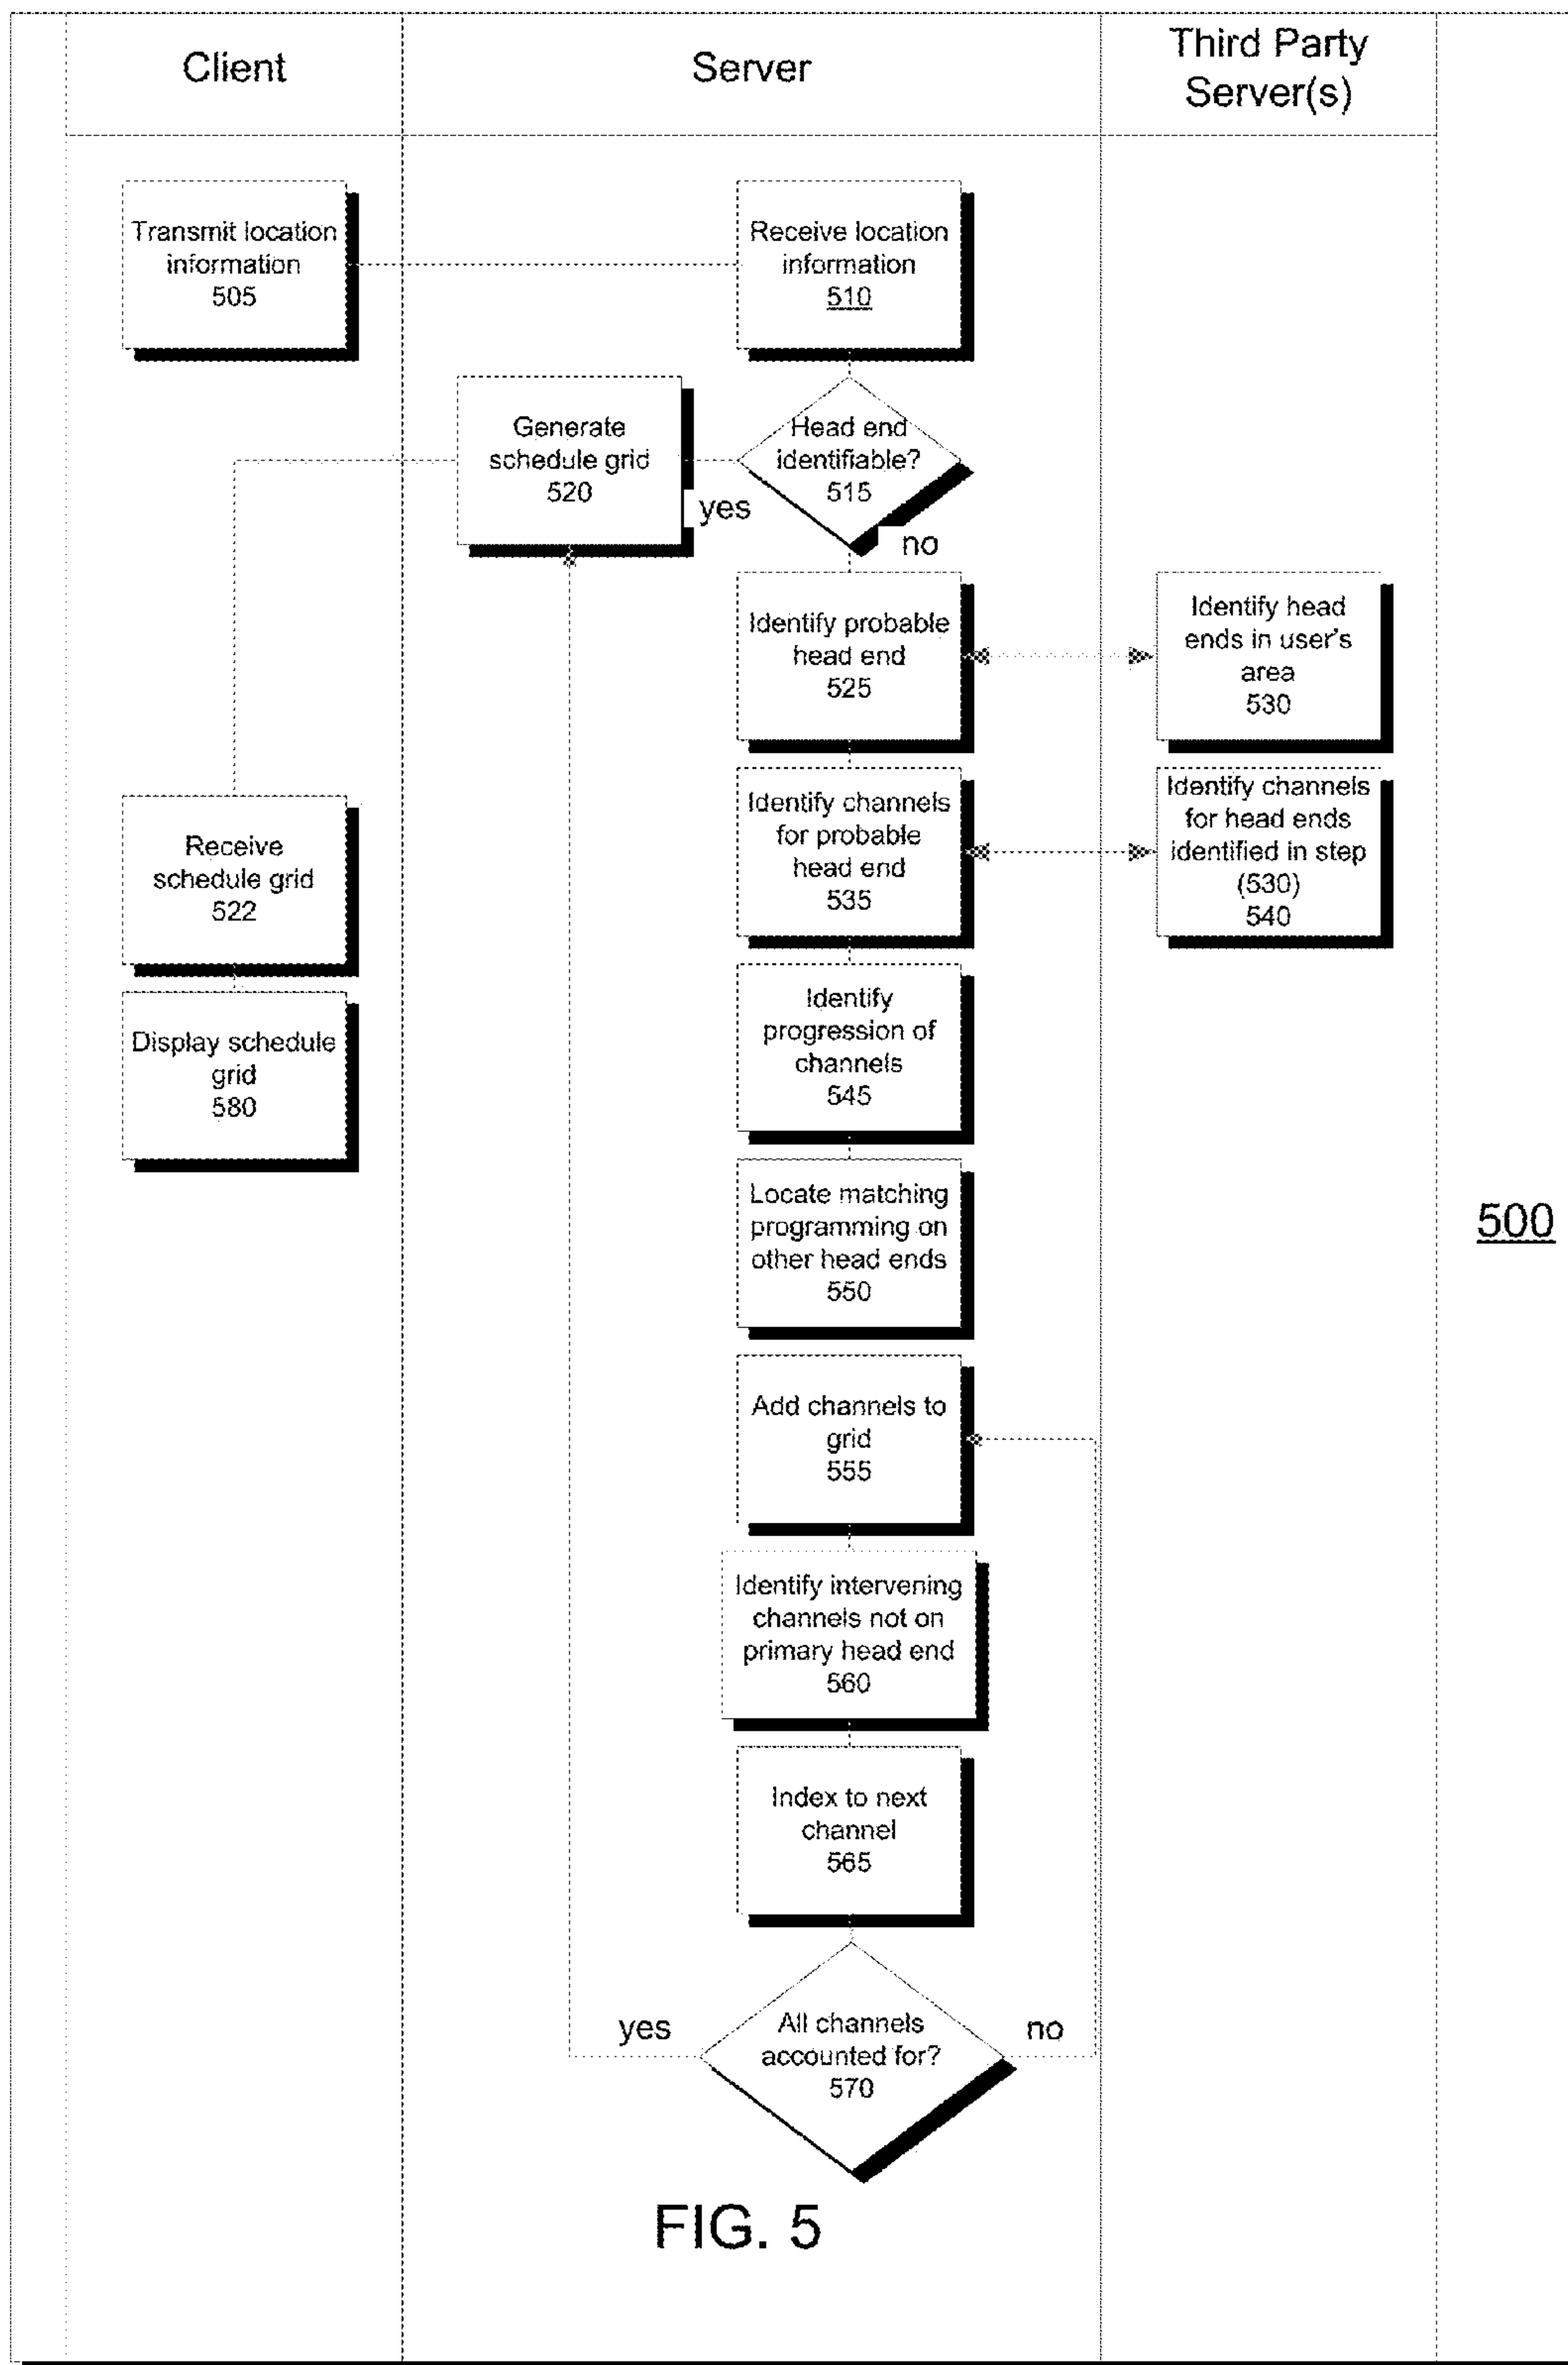 Client
Server
Third Party
Server(s)
Transmit location
information
505
Receive location
information
510
Generate
schedule grid
520
Head end
identifiable?
515
yes
no
Identify probable
head end
525
Identify head
ends in user's
area
530
Identify channels
for probable
head end
535
Identify channels
for head ends
identified in step
(530)
540
Receive
schedule grid
522
Identify
progression of
channels
545
Display schedule
grid
580
Locate matching
programming on
other head ends
550
500
Add channels to
grid
555
Identify intervening
channels not on
primary head end
560
Index to next
channel
565
All channels
accounted for?
570
yes
no
FIG. 5